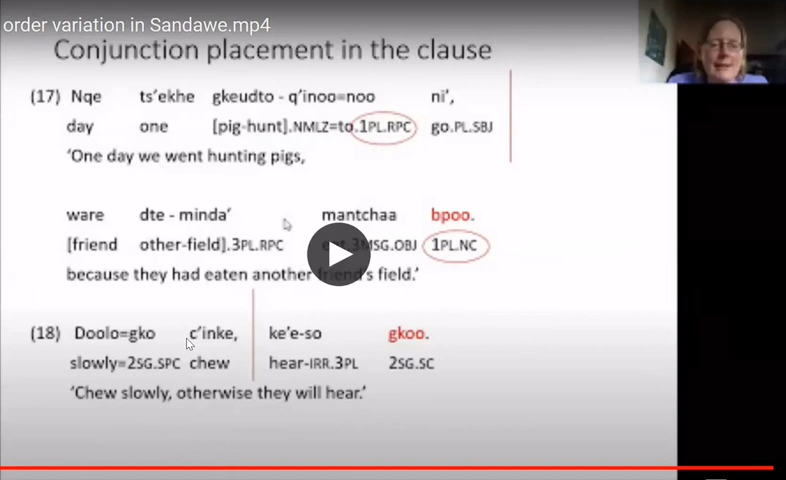 order variation in Sandawe.mp4
Conjunction placement in the clause
(17) Nqe ts'ekhe gkeudto - q'inoo=noo ni',
day one [pig-hunt].NMLZ=to.1PL.RPC go.PL.SBJ
'One day we went hunting pigs,
ware dte - minda' mantchaa bpoo.
[friend other-field].3PL.RPC SG.OBJ 1PL.NC
because they had eaten another friend's field.'
(18) Doolo=gko c'inke, ke'e-so gkoo.
slowly=2SG.SPC chew hear-IRR.3PL 2SG.SC
'Chew slowly, otherwise they will hear.'